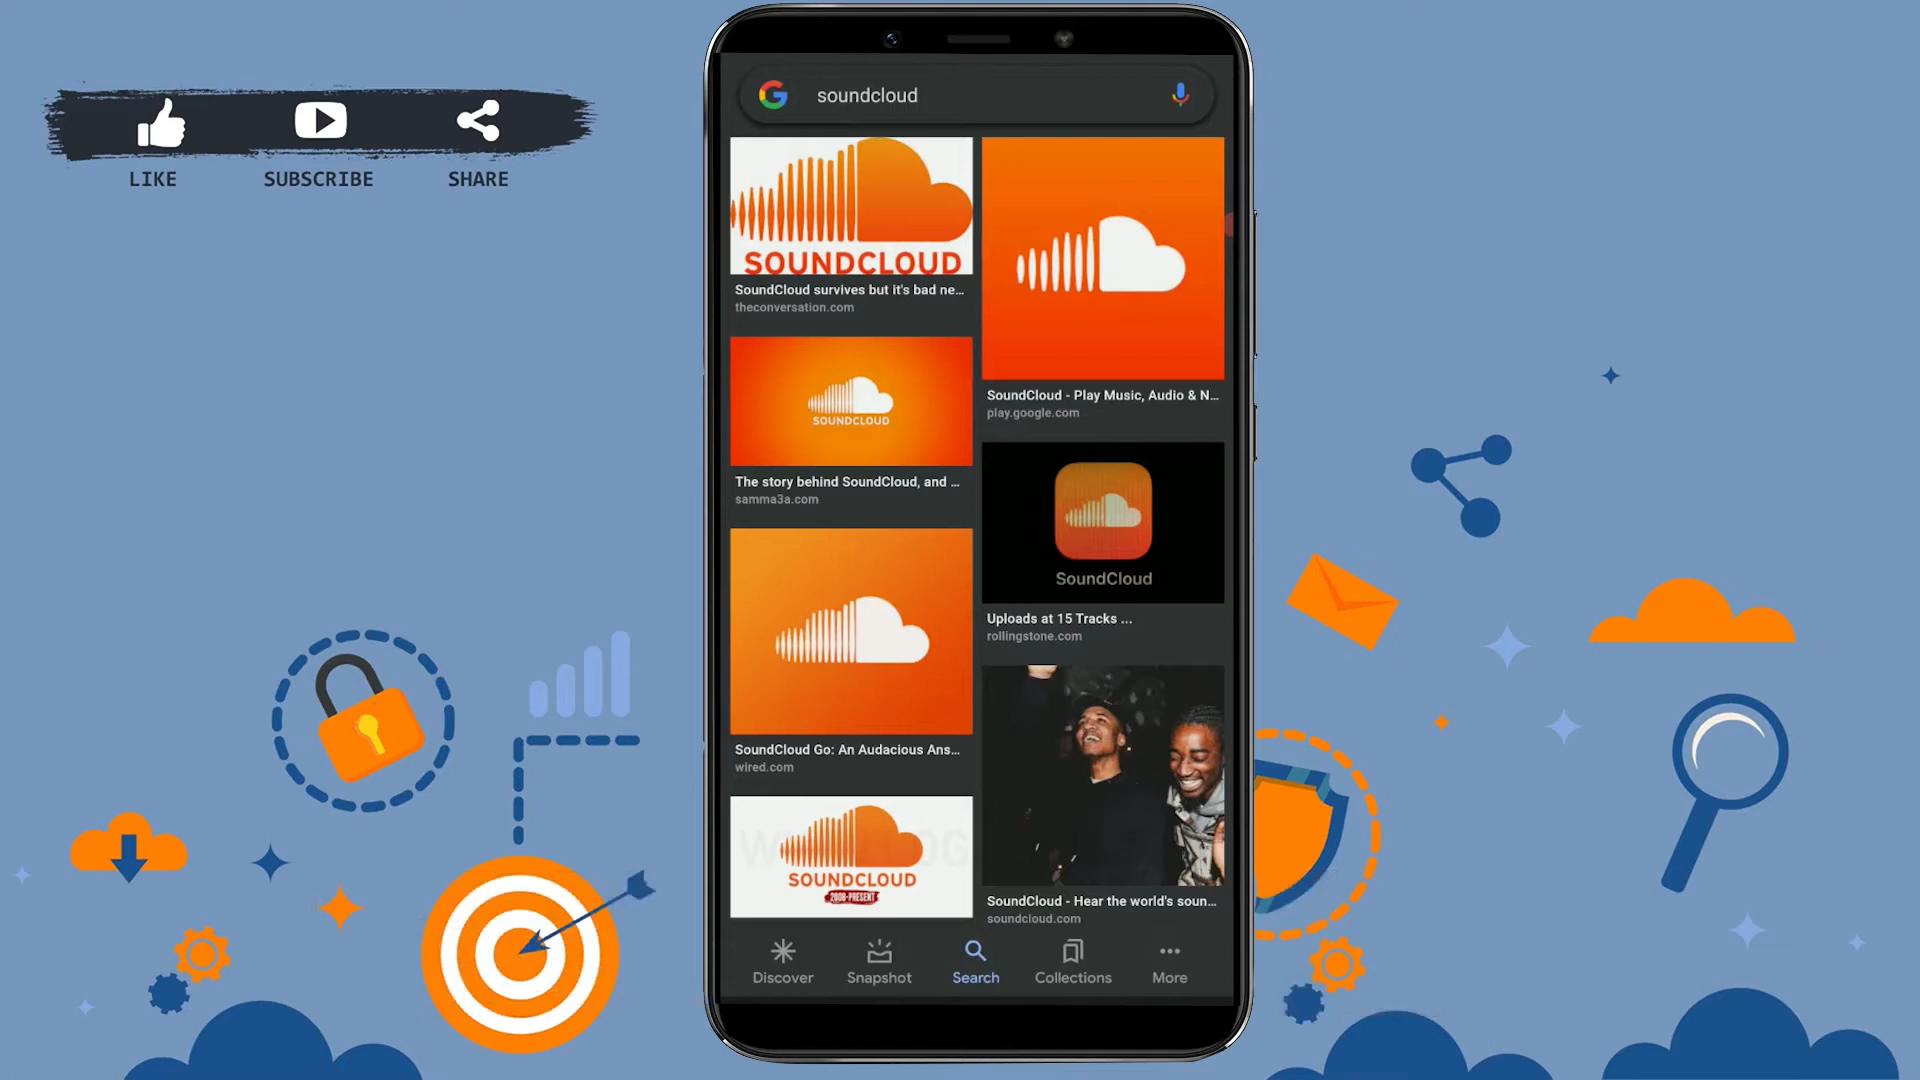 LIKE
SUBSCRIBE
SHARE
soundcloud
SOUNDCLOUD
SoundCloud survives but it's bad ne...
theconversation.com
SoundCloud - Play Music, Audio & N...
play.google.com
SOUNDCLOUD
The story behind SoundCloud, and ...
samma3a.com
SoundCloud
Uploads at 15 Tracks ...
rollingstone.com
SoundCloud Go: An Audacious Ans...
wired.com
SOUNDCLOUD
2008-PRESENT
SoundCloud - Hear the world's soun...
soundcloud.com
Discover
Snapshot
Search
Collections
More